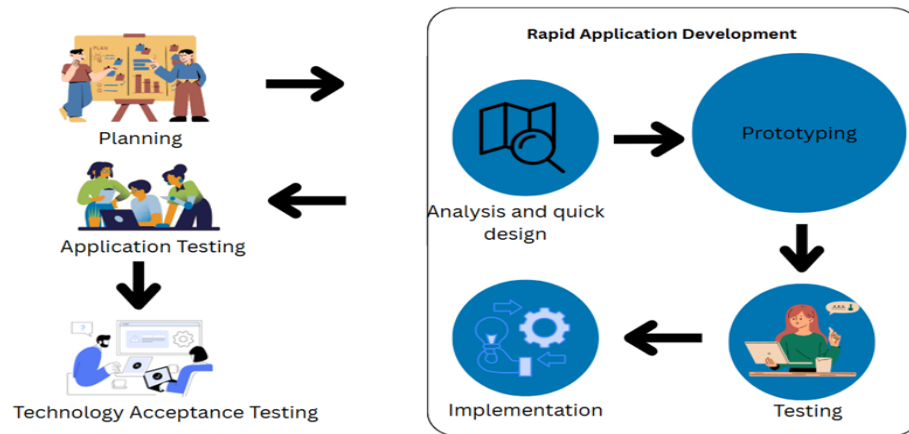 Rapid Application Development
Planning
Prototyping
Analysis and quick
design
Application Testing
Technology Acceptance Testing
Implementation
Testing